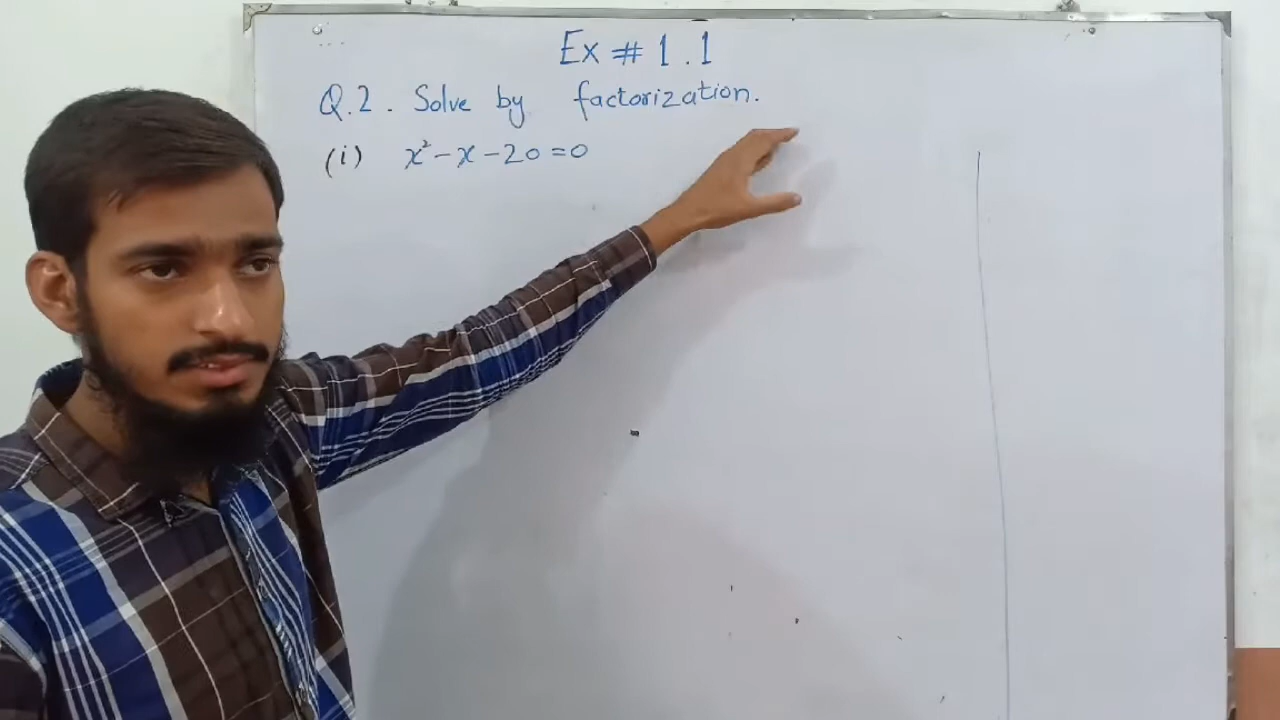 Ex # 1.1
Q.2. Solve by factorization.
(i) x² - x - 20 = 0